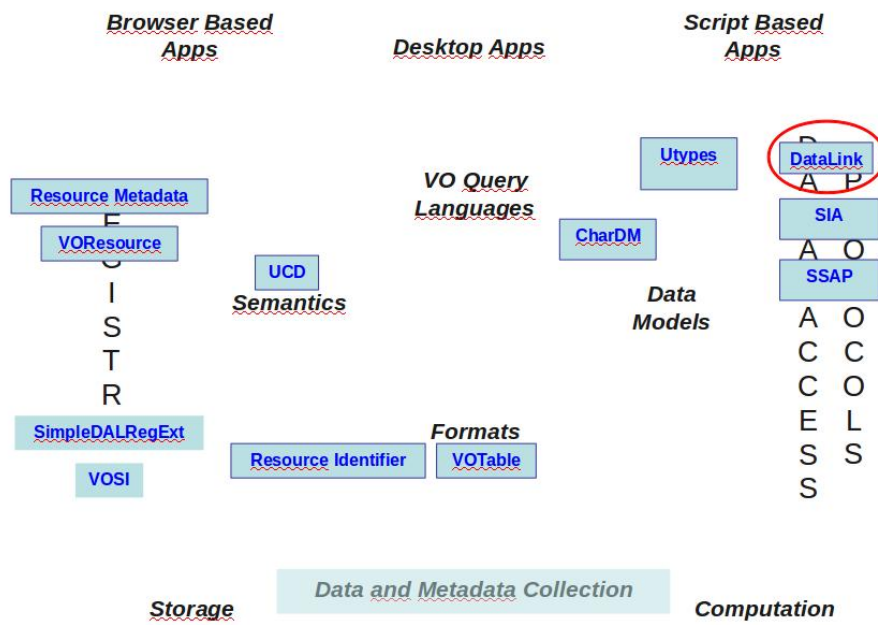 Browser Based
Apps
Desktop Apps
Script Based
Apps
Utypes
DataLink
A P
Resource Metadata
VO Query
Languages
SIA
E
VOResource
CharDM
A O
UCD
SSAP
Semantics
Data
Models
I
S
T
R
A O
C C
C O
E L
S S
S
SimpleDALRegExt
Formats
Resource Identifier
VOTable
VOSI
Data and Metadata Collection
Storage
Computation